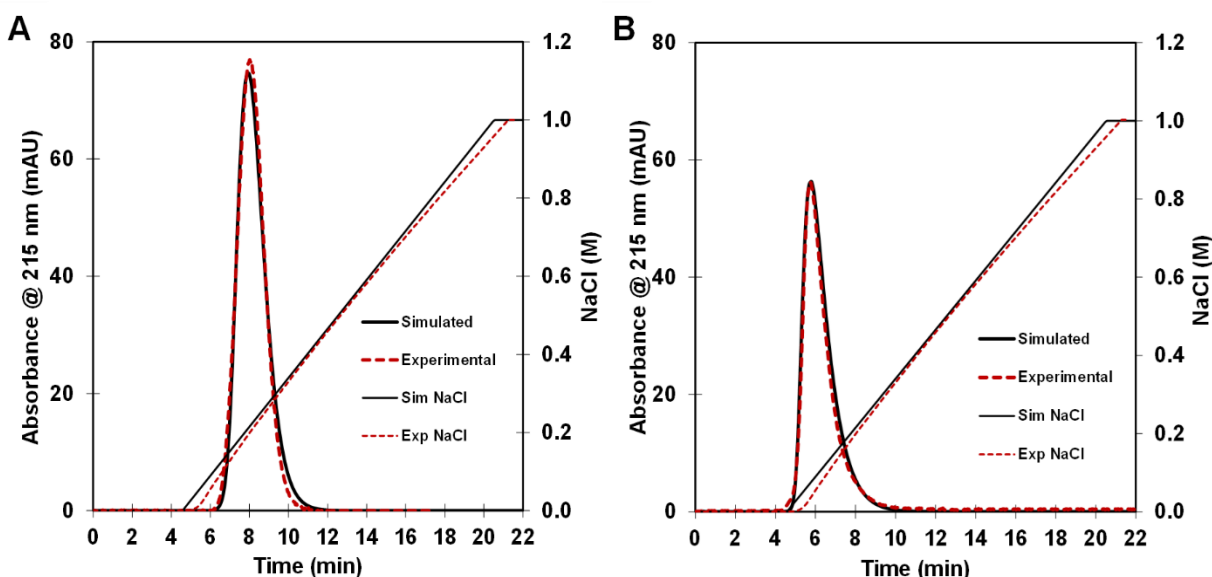 A
80
60
40
20
0
Absorbance @ 215 nm (mAU)
1.2
1.0
0.8
0.6
0.4
0.2
0.0
NaCl (M)
Simulated
Experimental
Sim NaCl
Exp NaCl
0 2 4 6 8 10 12 14 16 18 20 22
Time (min)
B
80
60
40
20
0
Absorbance @ 215 nm (mAU)
1.2
1.0
0.8
0.6
0.4
0.2
0.0
NaCl (M)
Simulated
Experimental
Sim NaCl
Exp NaCl
0 2 4 6 8 10 12 14 16 18 20 22
Time (min)